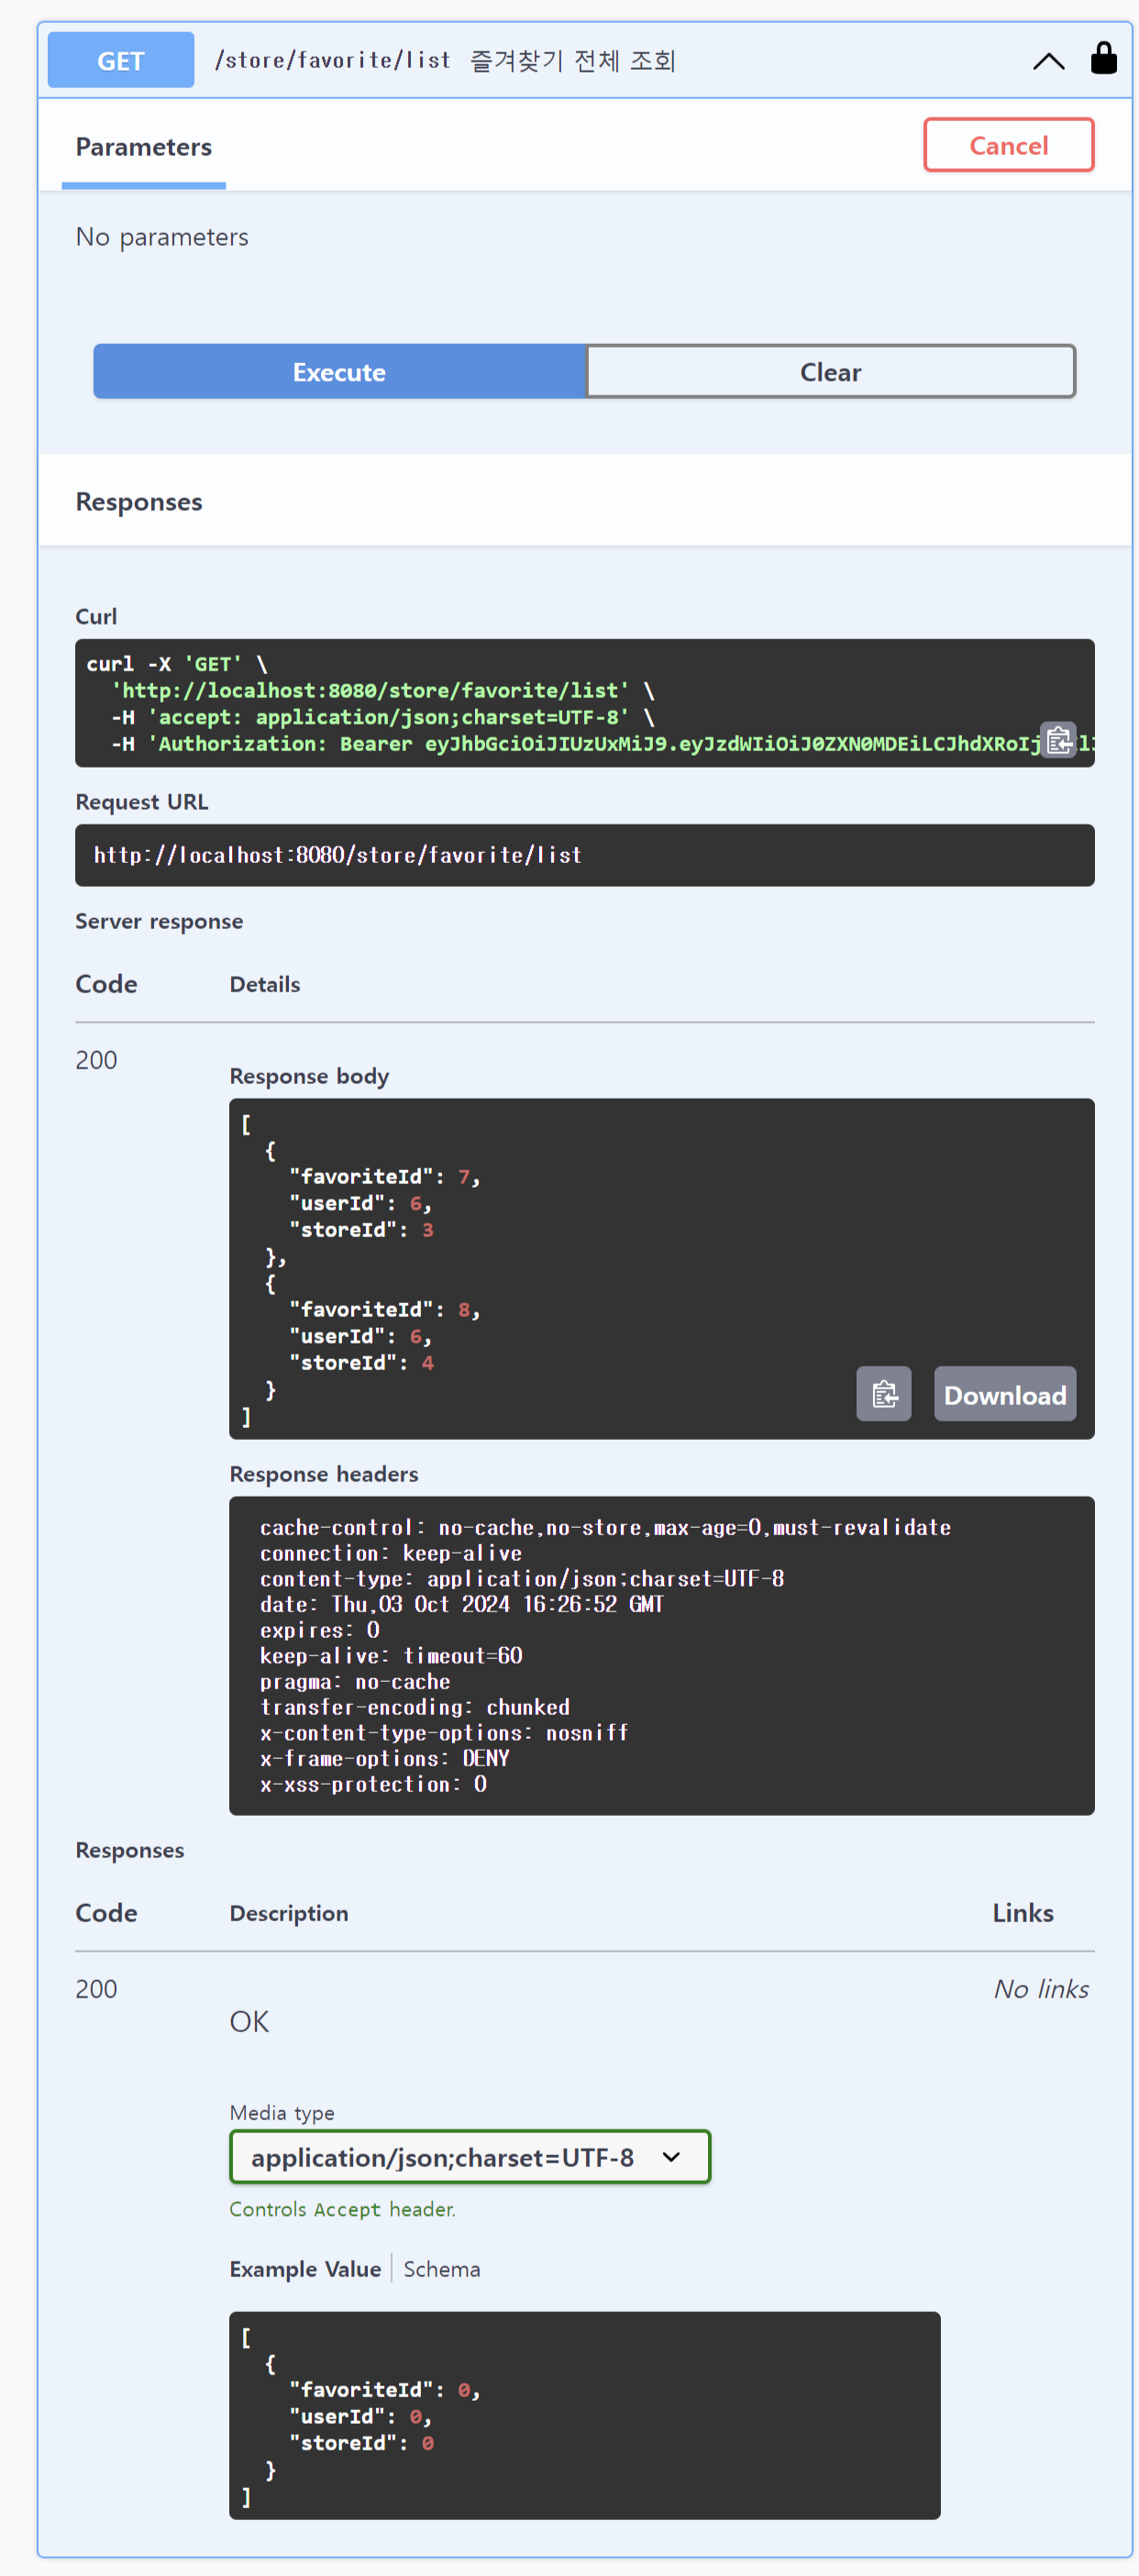 GET /store/favorite/list 즐겨찾기 전체 조회
Parameters
Cancel
No parameters
Execute
Clear
Responses
Curl
curl -X 'GET' \
'http://localhost:8080/store/favorite/list' \
-H 'accept: application/json;charset=UTF-8' \
-H 'Authorization: Bearer eyJhbGciOiJIUzUxMiJ9.eyJzdWIiOiJ0ZXN0MDEiLCJhdXRoIj
Request URL
http://localhost:8080/store/favorite/list
Server response
Code Details
200
Response body
[
{
"favoriteId": 7,
"userId": 6,
"storeId": 3
},
{
"favoriteId": 8,
"userId": 6,
"storeId": 4
}
]
Download
Response headers
cache-control: no-cache,no-store,max-age=0,must-revalidate
connection: keep-alive
content-type: application/json;charset=UTF-8
date: Thu,03 Oct 2024 16:26:52 GMT
expires: 0
keep-alive: timeout=60
pragma: no-cache
transfer-encoding: chunked
x-content-type-options: nosniff
x-frame-options: DENY
x-xss-protection: 0
Responses
Code Description Links
200 No links
OK
Media type
application/json;charset=UTF-8
Controls Accept header.
Example Value Schema
[
{
"favoriteId": 0,
"userId": 0,
"storeId": 0
}
]